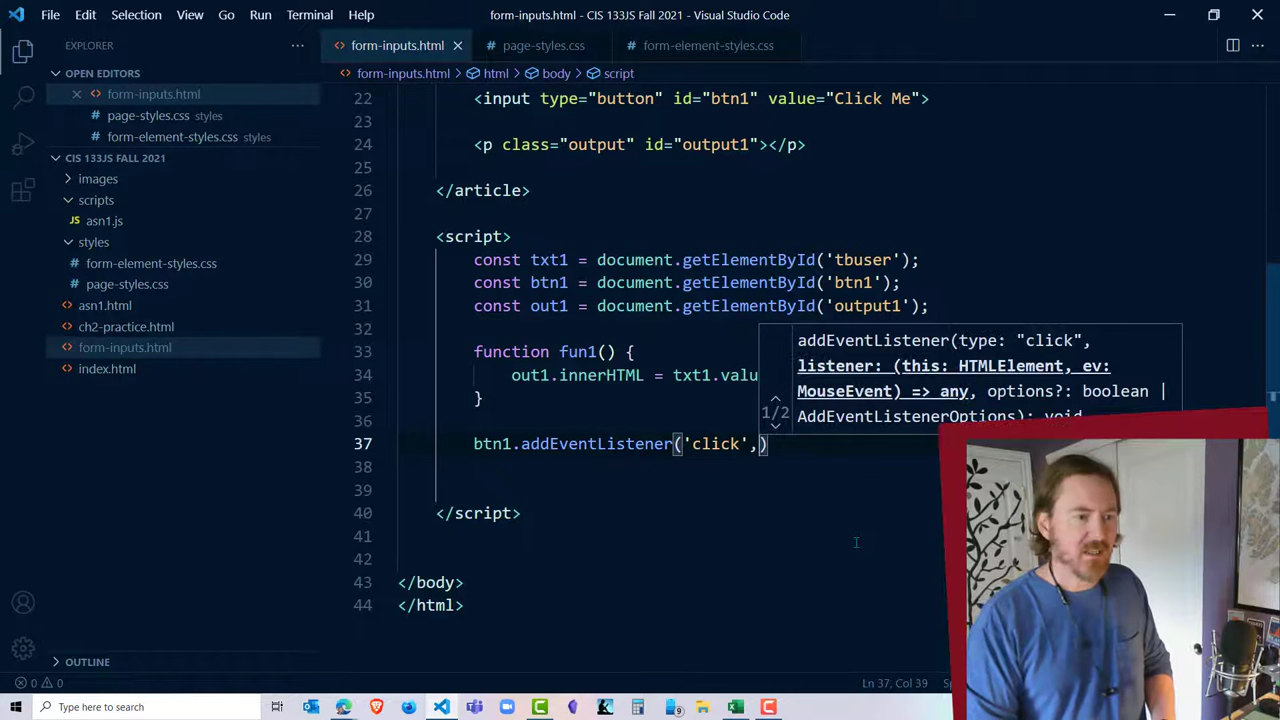 File Edit Selection View Go Run Terminal Help
form-inputs.html - CIS 133JS Fall 2021 - Visual Studio Code
EXPLORER
form-inputs.html
page-styles.css
form-element-styles.css
OPEN EDITORS
form-inputs.html
page-styles.css styles
form-element-styles.css styles
CIS 133JS FALL 2021
images
scripts
JS asn1.js
styles
form-element-styles.css
page-styles.css
asn1.html
ch2-practice.html
form-inputs.html
index.html
OUTLINE
form-inputs.html > html > body > script
22 <input type="button" id="btn1" value="Click Me">
23
24 <p class="output" id="output1"></p>
25
26 </article>
27
28 <script>
29 const txt1 = document.getElementById('tbuser');
30 const btn1 = document.getElementById('btn1');
31 const out1 = document.getElementById('output1');
32
33 function fun1() {
34 out1.innerHTML = txt1.valu
35 }
36
37 btn1.addEventListener('click',)
38
39
40 </script>
41
42
43 </body>
44 </html>
addEventListener(type: "click",
listener: (this: HTMLElement, ev:
MouseEvent) => any, options?: boolean |
AddEventListenerOptions): void
1/2
0 0
Ln 37, Col 39
Type here to search
9